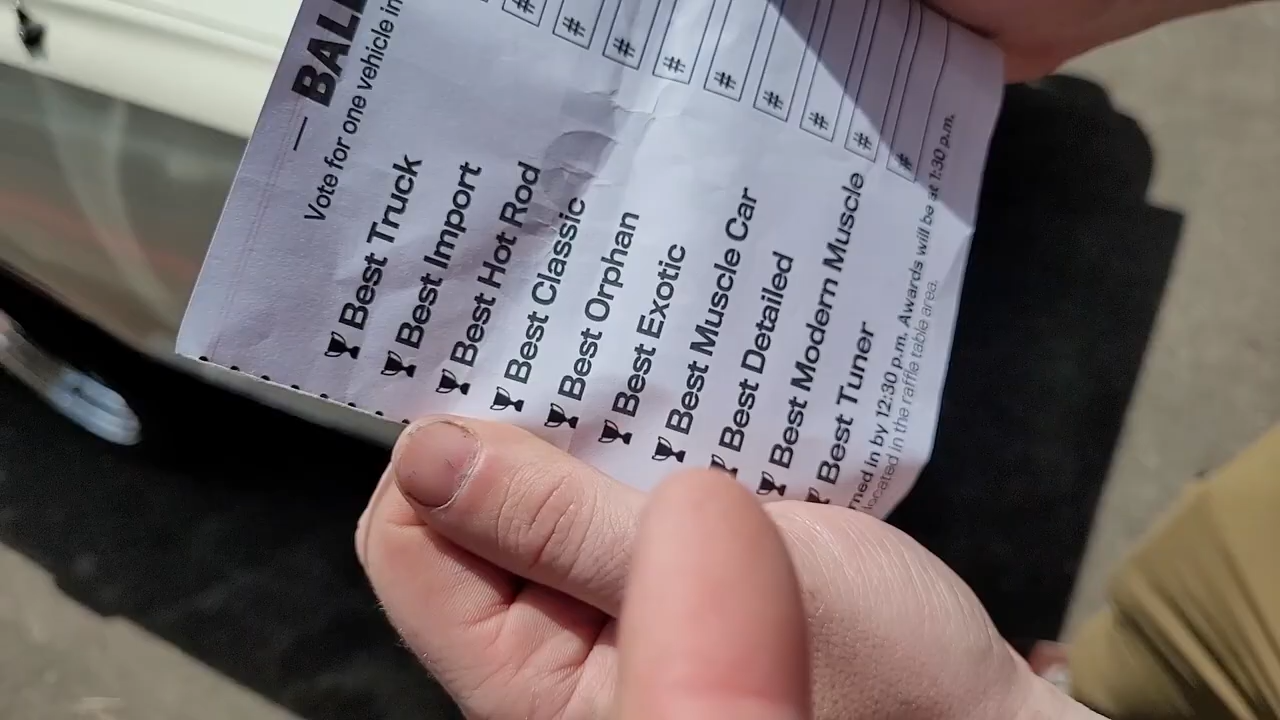 Vote for one vehicle in
Best Truck
Best Import
Best Hot Rod
Best Classic
Best Orphan
Best Exotic
Best Muscle Car
Best Detailed
Best Modern Muscle
Best Tuner
#
#
#
#
#
#
#
#
#
in by 12:30 p.m. Awards will be at 1:30 p.m.
located in the raffle table area.